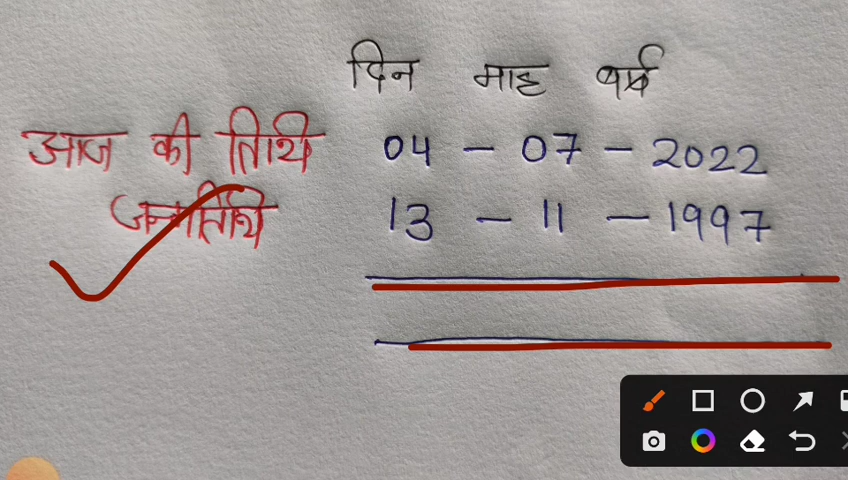 दिन माह वर्ष
आज की तिथि 04 - 07 - 2022
जन्मतिथि 13 - 11 - 1997